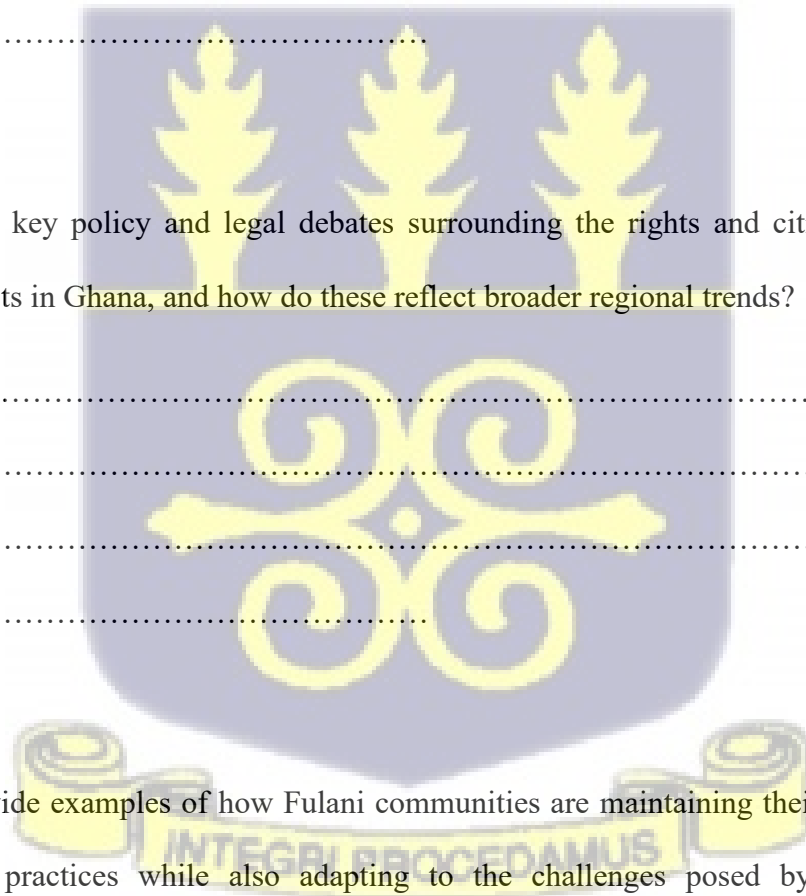 ……………………………………………….
key policy and legal debates surrounding the rights and cit
ts in Ghana, and how do these reflect broader regional trends?
……………………………………………………………………………………………
……………………………………………………………………………………………
……………………………………………………………………………………………
……………………………………………….
vide examples of how Fulani communities are maintaining thei
INTEGRI PROCEDAMUS
practices while also adapting to the challenges posed by